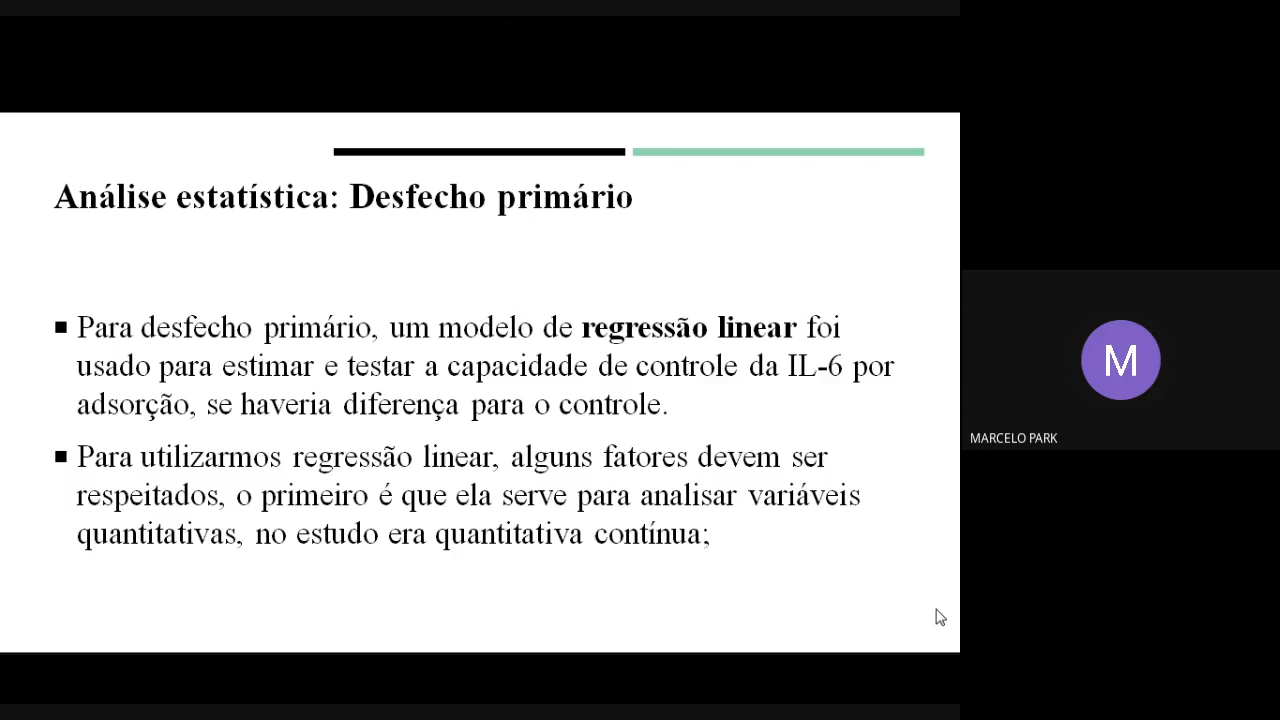 Análise estatística: Desfecho primário
▪ Para desfecho primário, um modelo de regressão linear foi
usado para estimar e testar a capacidade de controle da IL-6 por
adsorção, se haveria diferença para o controle.
▪ Para utilizarmos regressão linear, alguns fatores devem ser
respeitados, o primeiro é que ela serve para analisar variáveis
quantitativas, no estudo era quantitativa contínua;
M
MARCELO PARK